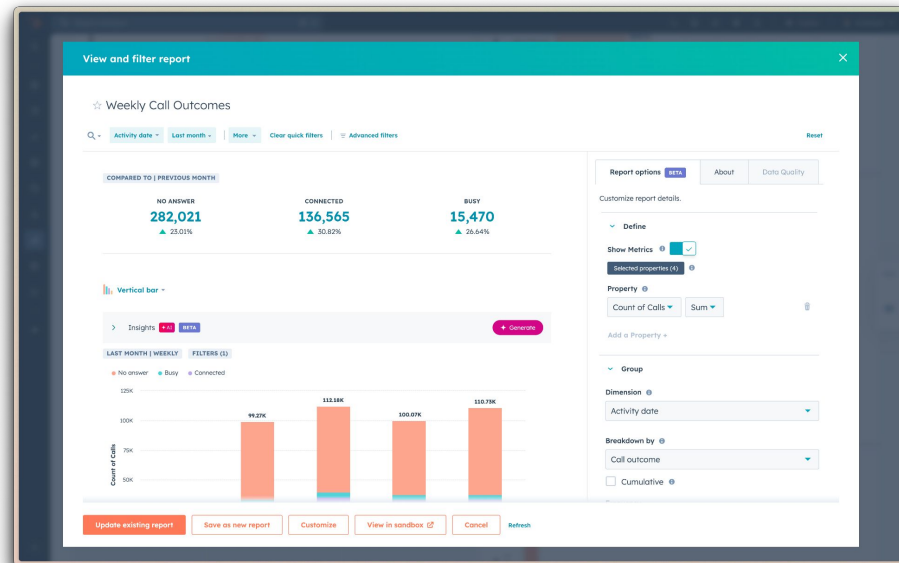 View and filter report
Weekly Call Outcomes
Activity date
Last month
More
Clear quick filters
Advanced filters
Reset
COMPARED TO | PREVIOUS MONTH
NO ANSWER
CONNECTED
BUSY
282,021
136,565
15,470
23.01%
30.82%
26.64%
Vertical bar
Insights
+ AI
BETA
Generate
LAST MONTH | WEEKLY
FILTERS (1)
No answer
Busy
Connected
125K
100K
75K
50K
Count of Calls
99.27K
112.18K
100.07K
110.73K
Report options
BETA
About
Data Quality
Customize report details.
Define
Show Metrics
Selected properties (4)
Property
Count of Calls
Sum
Add a Property +
Group
Dimension
Activity date
Breakdown by
Call outcome
Cumulative
Update existing report
Save as new report
Customize
View in sandbox
Cancel
Refresh